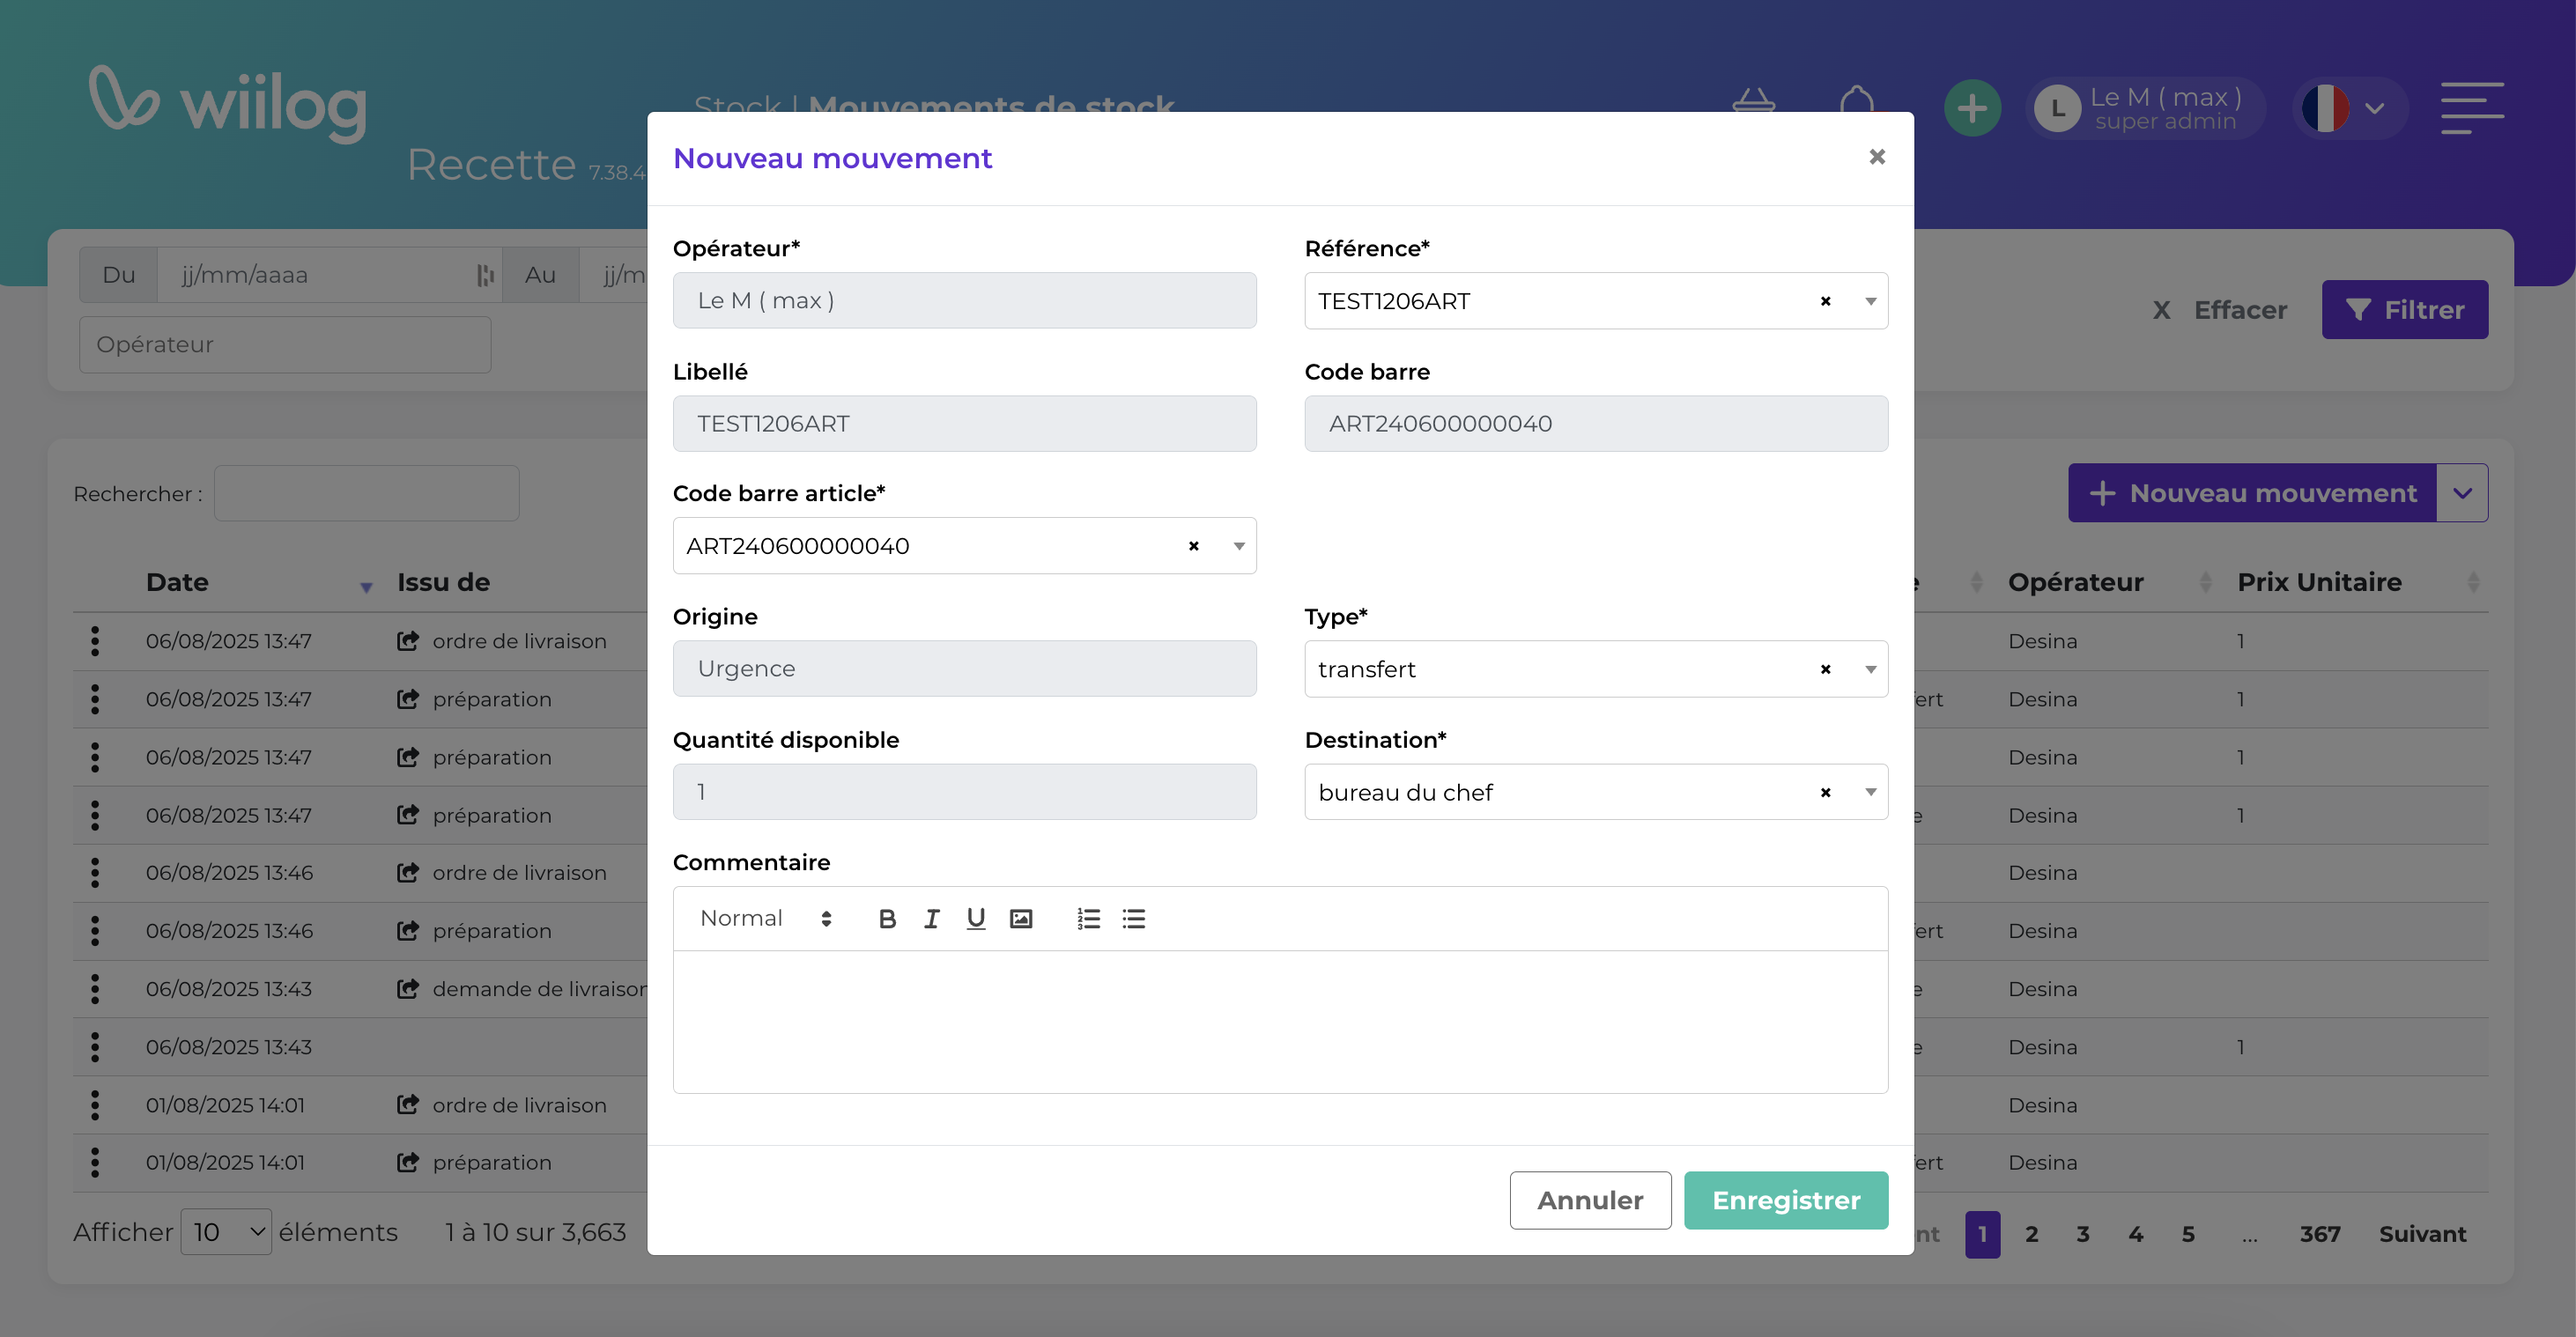 wiilog
Recette 7.38.4
Stock | Mouvements de stock
L
Le M ( max )
super admin
Du jj/mm/aaaa Au jj/m
Opérateur
X Effacer
Filtrer
Rechercher :
+ Nouveau mouvement
Nouveau mouvement
×
Opérateur* Référence*
Le M ( max ) TEST1206ART
Libellé Code barre
TEST1206ART ART240600000040
Code barre article*
ART240600000040
Origine Type*
Urgence transfert
Quantité disponible Destination*
1 bureau du chef
Commentaire
Normal
Annuler Enregistrer
Date Issu de Opérateur Prix Unitaire
06/08/2025 13:47 ordre de livraison Desina 1
06/08/2025 13:47 préparation Desina 1
06/08/2025 13:47 préparation Desina 1
06/08/2025 13:47 préparation Desina 1
06/08/2025 13:46 ordre de livraison Desina
06/08/2025 13:46 préparation Desina
06/08/2025 13:43 demande de livraison Desina
06/08/2025 13:43 Desina 1
01/08/2025 14:01 ordre de livraison Desina
01/08/2025 14:01 préparation Desina
Afficher 10 éléments 1 à 10 sur 3,663
1 2 3 4 5 ... 367 Suivant